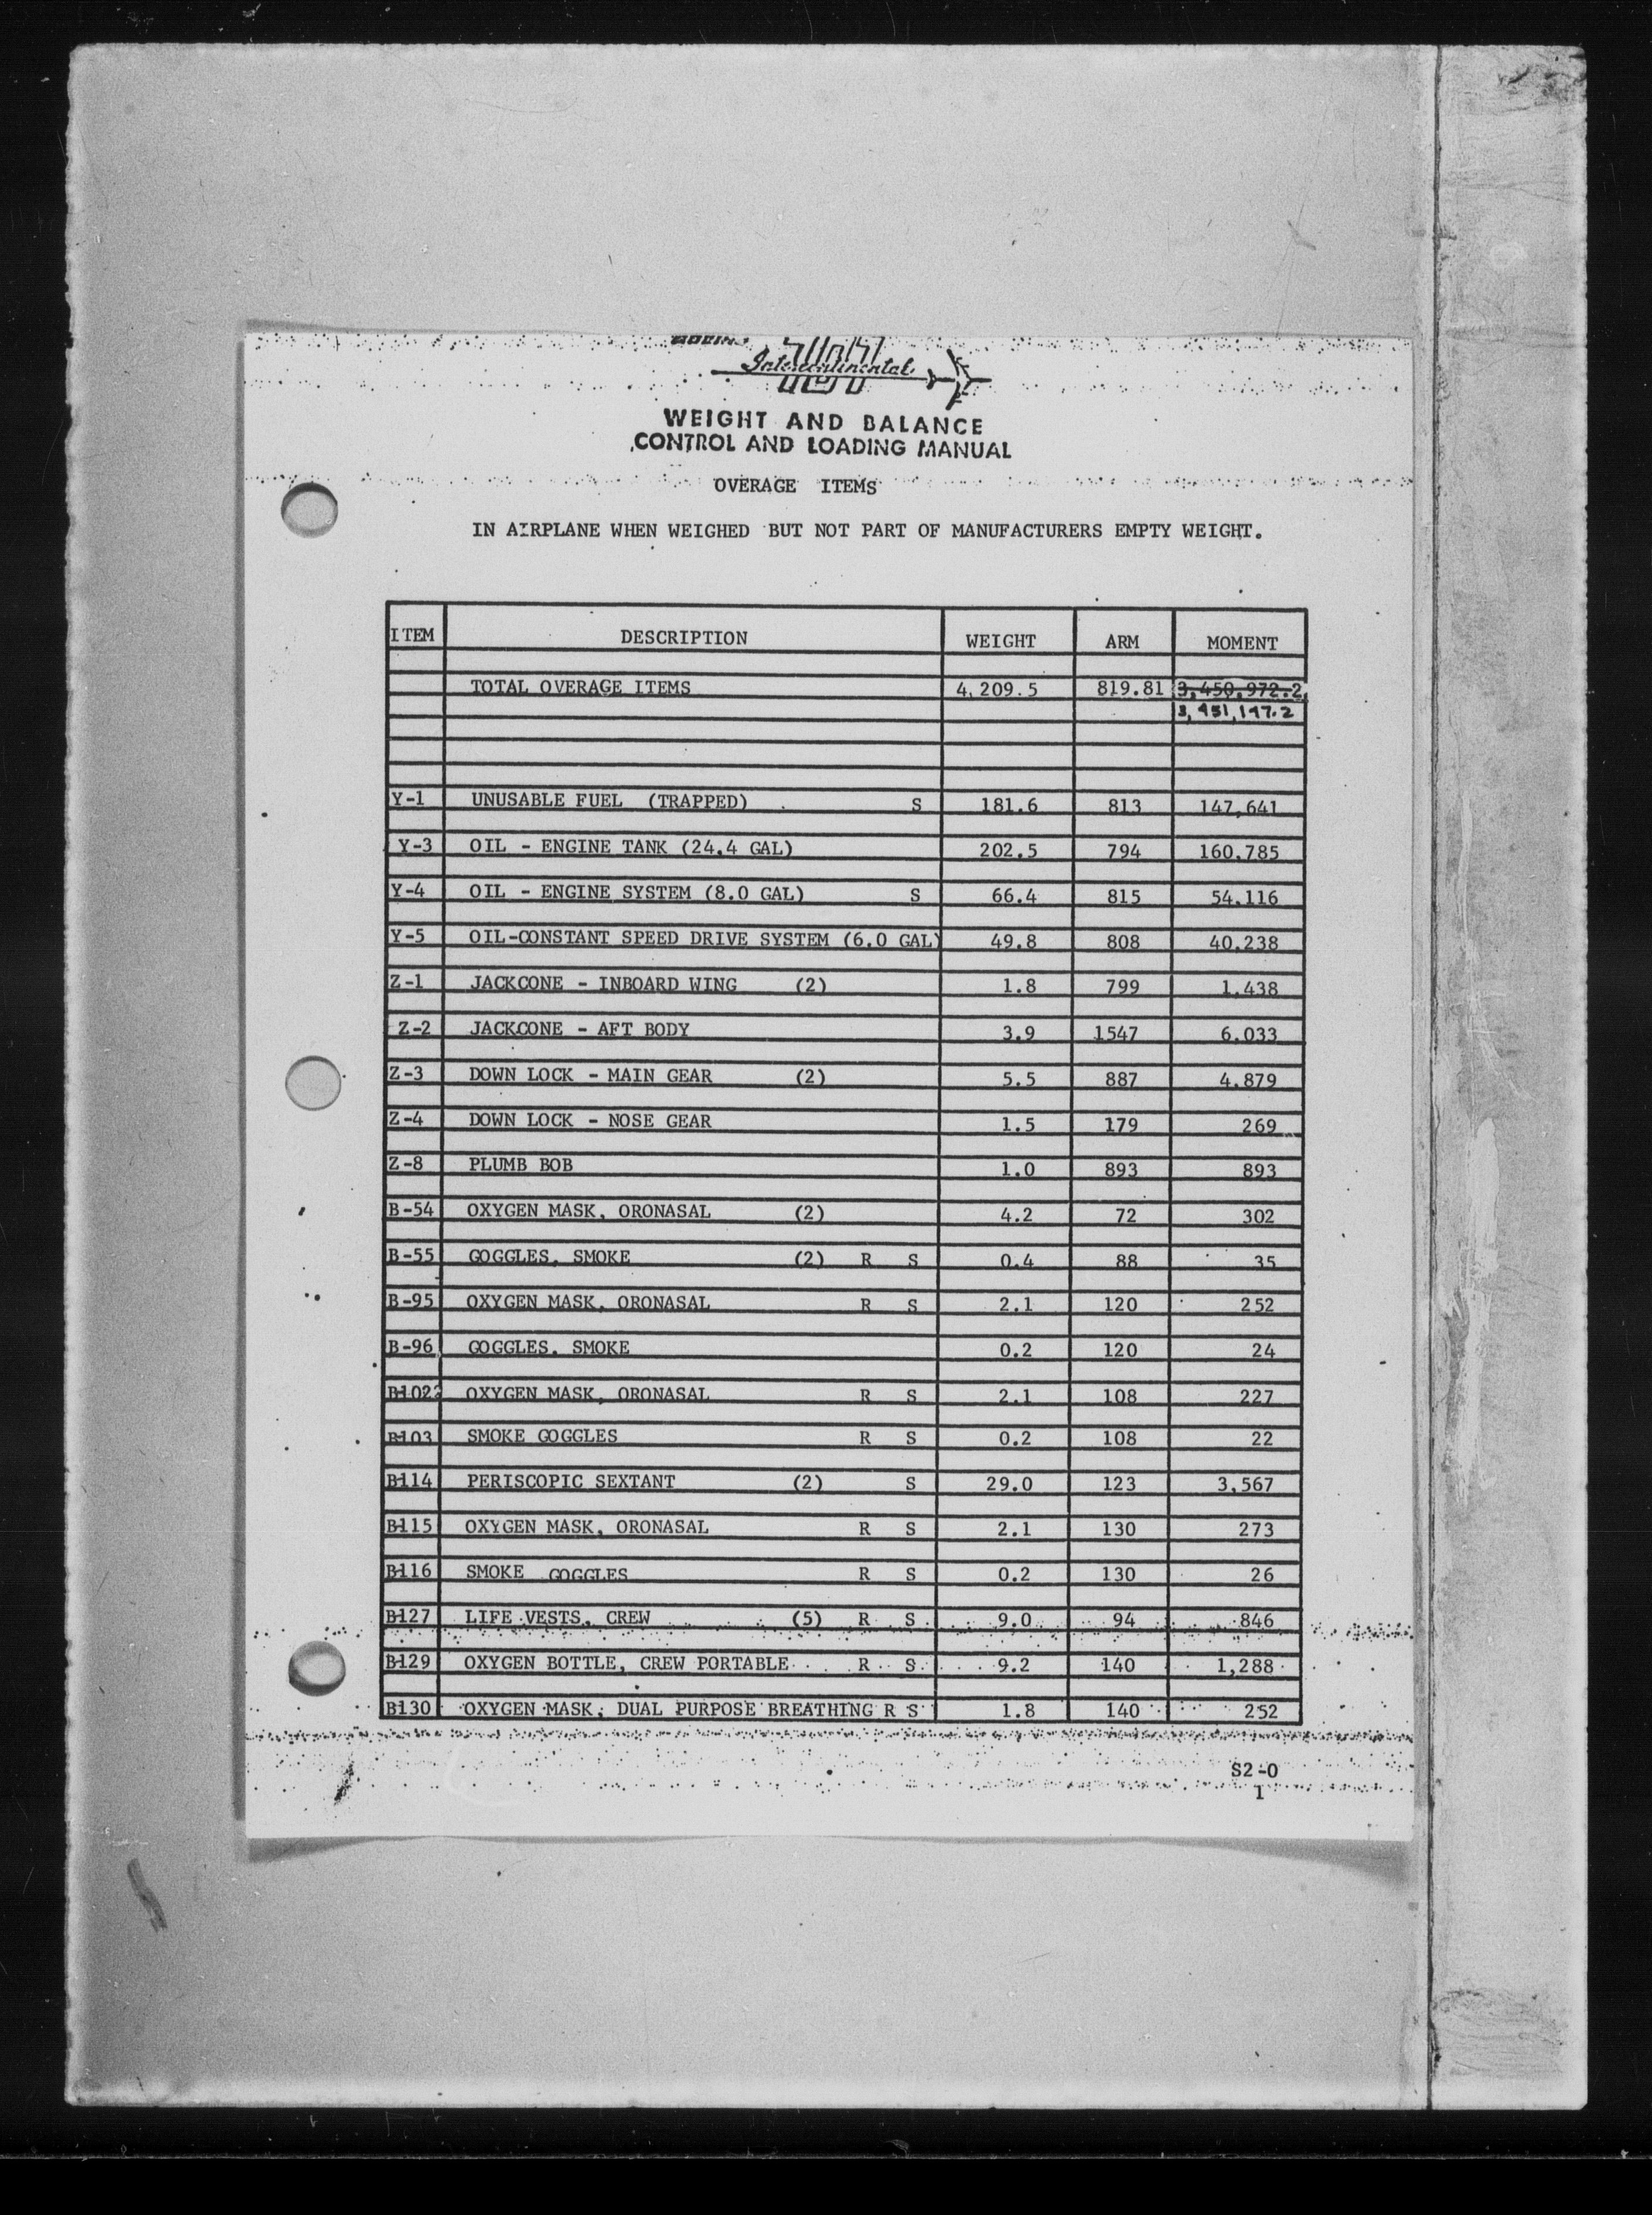 BOEING
Intercontinental
WEIGHT AND BALANCE
CONTROL AND LOADING MANUAL
OVERAGE ITEMS
IN AIRPLANE WHEN WEIGHED BUT NOT PART OF MANUFACTURERS EMPTY WEIGHT.
ITEM DESCRIPTION WEIGHT ARM MOMENT
TOTAL OVERAGE ITEMS 4,209.5 819.81 3,450,972.2
3,451,197.2
Y-1 UNUSABLE FUEL (TRAPPED) S 181.6 813 147,641
Y-3 OIL - ENGINE TANK (24.4 GAL) 202.5 794 160.785
Y-4 OIL - ENGINE SYSTEM (8.0 GAL) S 66.4 815 54.116
Y-5 OIL-CONSTANT SPEED DRIVE SYSTEM (6.0 GAL) 49.8 808 40.238
Z-1 JACKCONE - INBOARD WING (2) 1.8 799 1.438
Z-2 JACKCONE - AFT BODY 3.9 1547 6.033
Z-3 DOWN LOCK - MAIN GEAR (2) 5.5 887 4.879
Z-4 DOWN LOCK - NOSE GEAR 1.5 179 269
Z-8 PLUMB BOB 1.0 893 893
B-54 OXYGEN MASK, ORONASAL (2) 4.2 72 302
B-55 GOGGLES, SMOKE (2) R S 0.4 88 35
B-95 OXYGEN MASK, ORONASAL R S 2.1 120 252
B-96 GOGGLES. SMOKE 0.2 120 24
B102 OXYGEN MASK, ORONASAL R S 2.1 108 227
B103 SMOKE GOGGLES R S 0.2 108 22
B114 PERISCOPIC SEXTANT (2) S 29.0 123 3,567
B115 OXYGEN MASK, ORONASAL R S 2.1 130 273
B116 SMOKE GOGGLES R S 0.2 130 26
B127 LIFE VESTS, CREW (5) R S 9.0 94 846
B129 OXYGEN BOTTLE, CREW PORTABLE R S 9.2 140 1,288
B130 OXYGEN MASK, DUAL PURPOSE BREATHING R S 1.8 140 252
S2-0
1